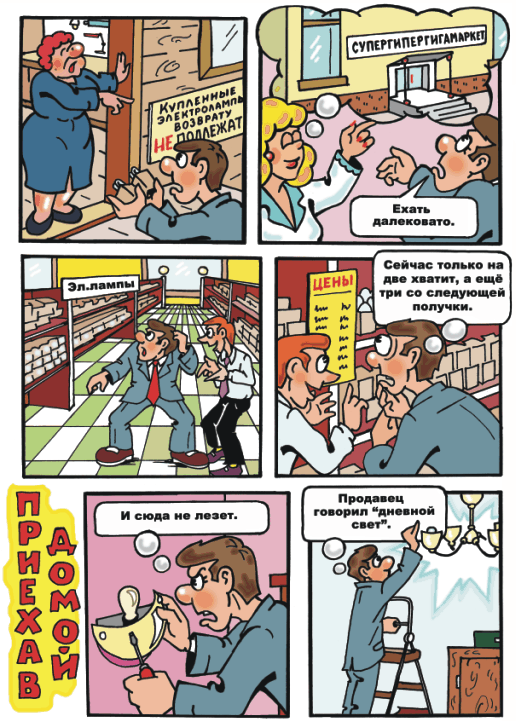 КУПЛЕННЫЕ
ЭЛЕКТРОЛАМПЫ
ВОЗВРАТУ
НЕ ПОДЛЕЖАТ
СУПЕРГИПЕРГИГАМАРКЕТ
Ехать
далековато.
Эл.лампы
ЦЕНЫ
Сейчас только на
две хватит, а ещё
три со следующей
получки.
ПРИЕХАВ
ДОМОЙ
И сюда не лезет.
Продавец
говорил “дневной
свет”.